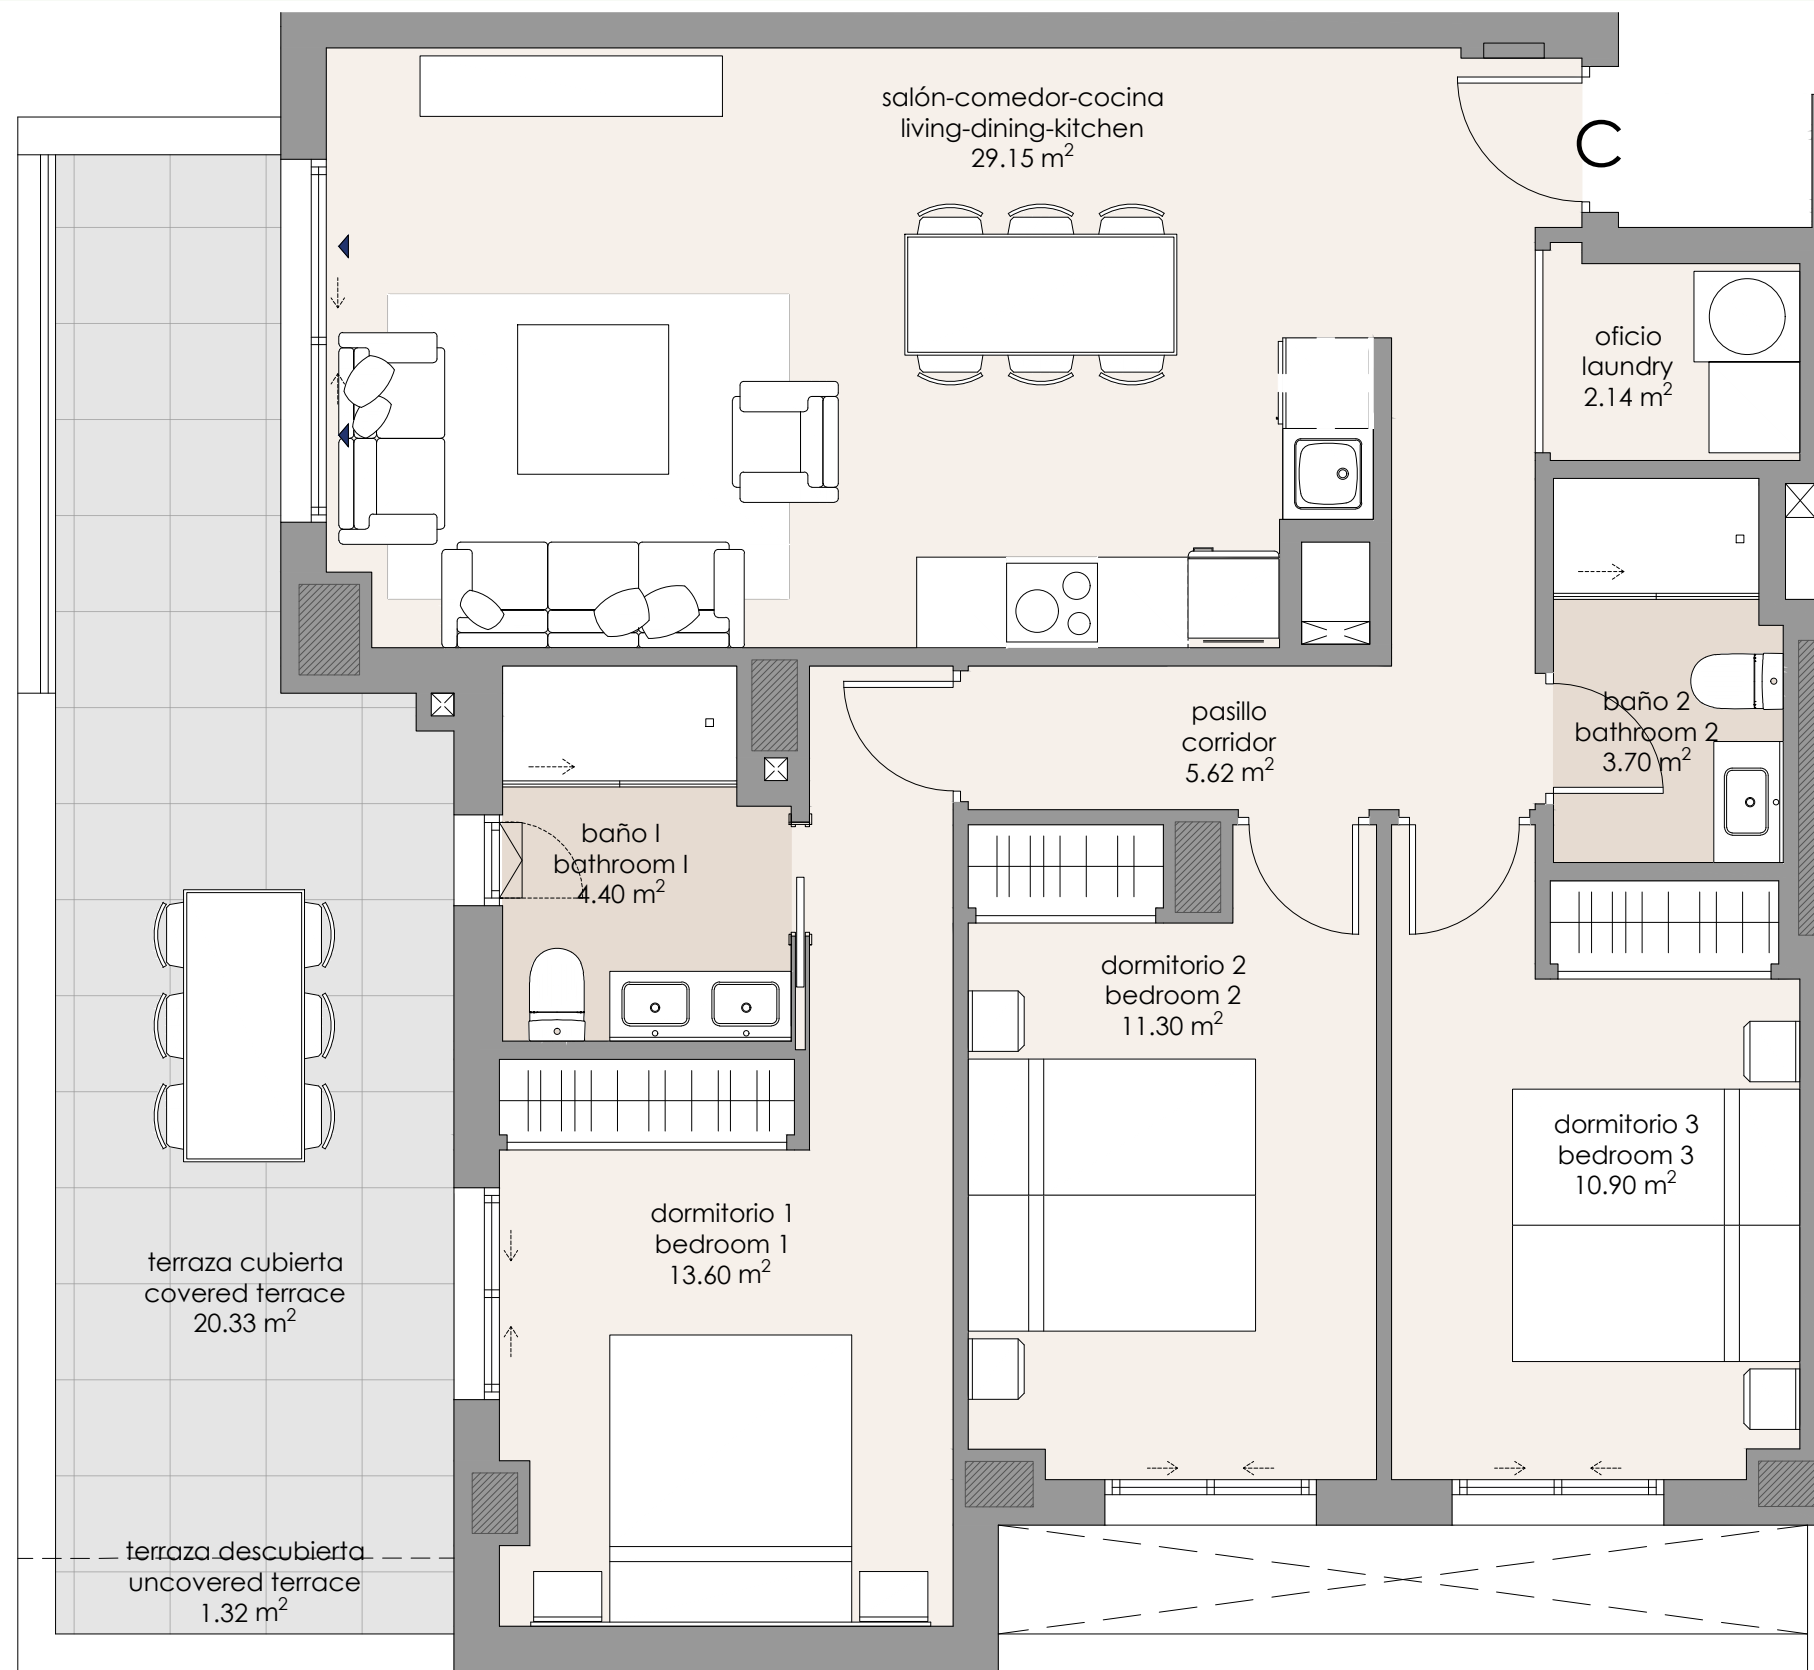 salón-comedor-cocina
living-dining-kitchen
29.15 m²
C
oficio
laundry
2.14 m²
pasillo
corridor
5.62 m²
baño 2
bathroom 2
3.70 m²
baño I
bathroom I
4.40 m²
dormitorio 2
bedroom 2
11.30 m²
dormitorio 3
bedroom 3
10.90 m²
dormitorio 1
bedroom 1
13.60 m²
terraza cubierta
covered terrace
20.33 m²
terraza descubierta
uncovered terrace
1.32 m²